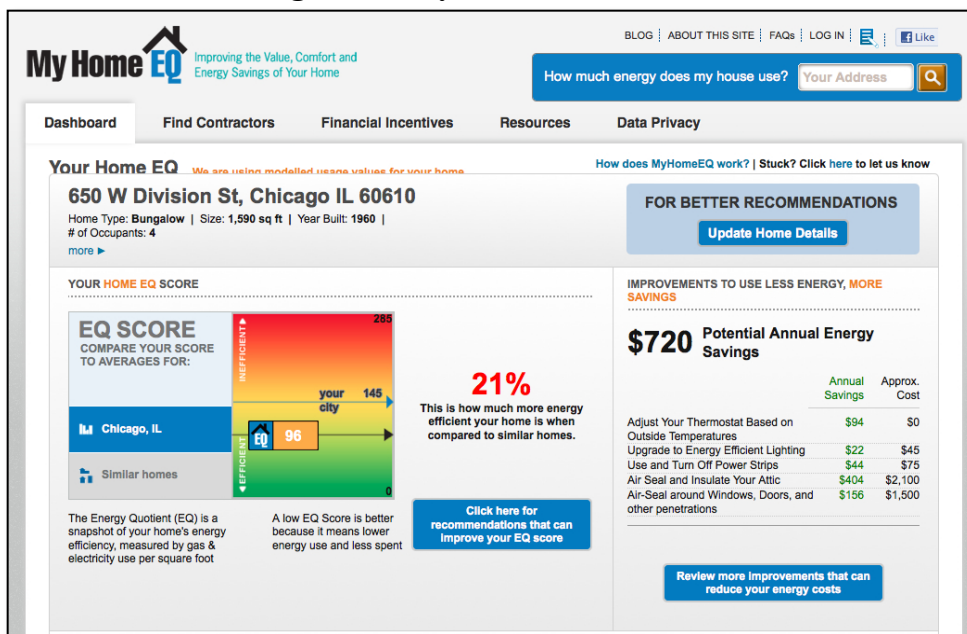 BLOG | ABOUT THIS SITE | FAQs | LOG IN | Like
My Home EQ
Improving the Value, Comfort and
Energy Savings of Your Home
How much energy does my house use? Your Address
Dashboard Find Contractors Financial Incentives Resources Data Privacy
Your Home EQ We are using modelled usage values for your home
How does MyHomeEQ work? | Stuck? Click here to let us know
650 W Division St, Chicago IL 60610
Home Type: Bungalow | Size: 1,590 sq ft | Year Built: 1960 |
# of Occupants: 4
more ►
FOR BETTER RECOMMENDATIONS
Update Home Details
YOUR HOME EQ SCORE
EQ SCORE
COMPARE YOUR SCORE
TO AVERAGES FOR:
Chicago, IL
Similar homes
285
INEFFICIENT
your 145
city
EQ 96
EFFICIENT
0
21%
This is how much more energy
efficient your home is when
compared to similar homes.
The Energy Quotient (EQ) is a
snapshot of your home's energy
efficiency, measured by gas &
electricity use per square foot
A low EQ Score is better
because it means lower
energy use and less spent
Click here for
recommendations that can
improve your EQ score
IMPROVEMENTS TO USE LESS ENERGY, MORE
SAVINGS
$720 Potential Annual Energy
Savings
Annual Approx.
Savings Cost
Adjust Your Thermostat Based on $94 $0
Outside Temperatures
Upgrade to Energy Efficient Lighting $22 $45
Use and Turn Off Power Strips $44 $75
Air Seal and Insulate Your Attic $404 $2,100
Air-Seal around Windows, Doors, and $156 $1,500
other penetrations
Review more improvements that can
reduce your energy costs